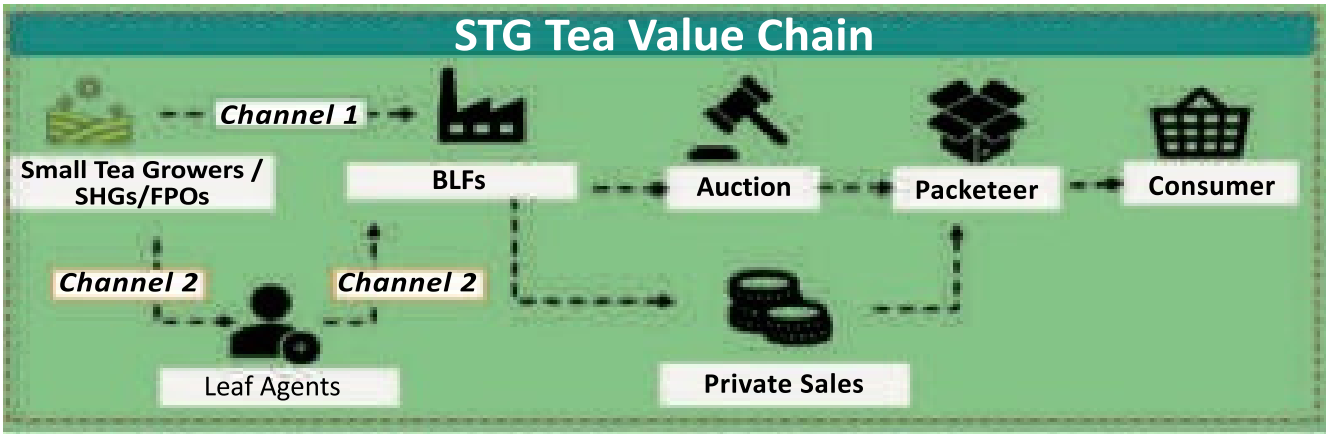 STG Tea Value Chain
Channel 1
Small Tea Growers /
SHGs/FPOs
BLFs
Auction
Packeteer
Consumer
Channel 2
Channel 2
Leaf Agents
Private Sales